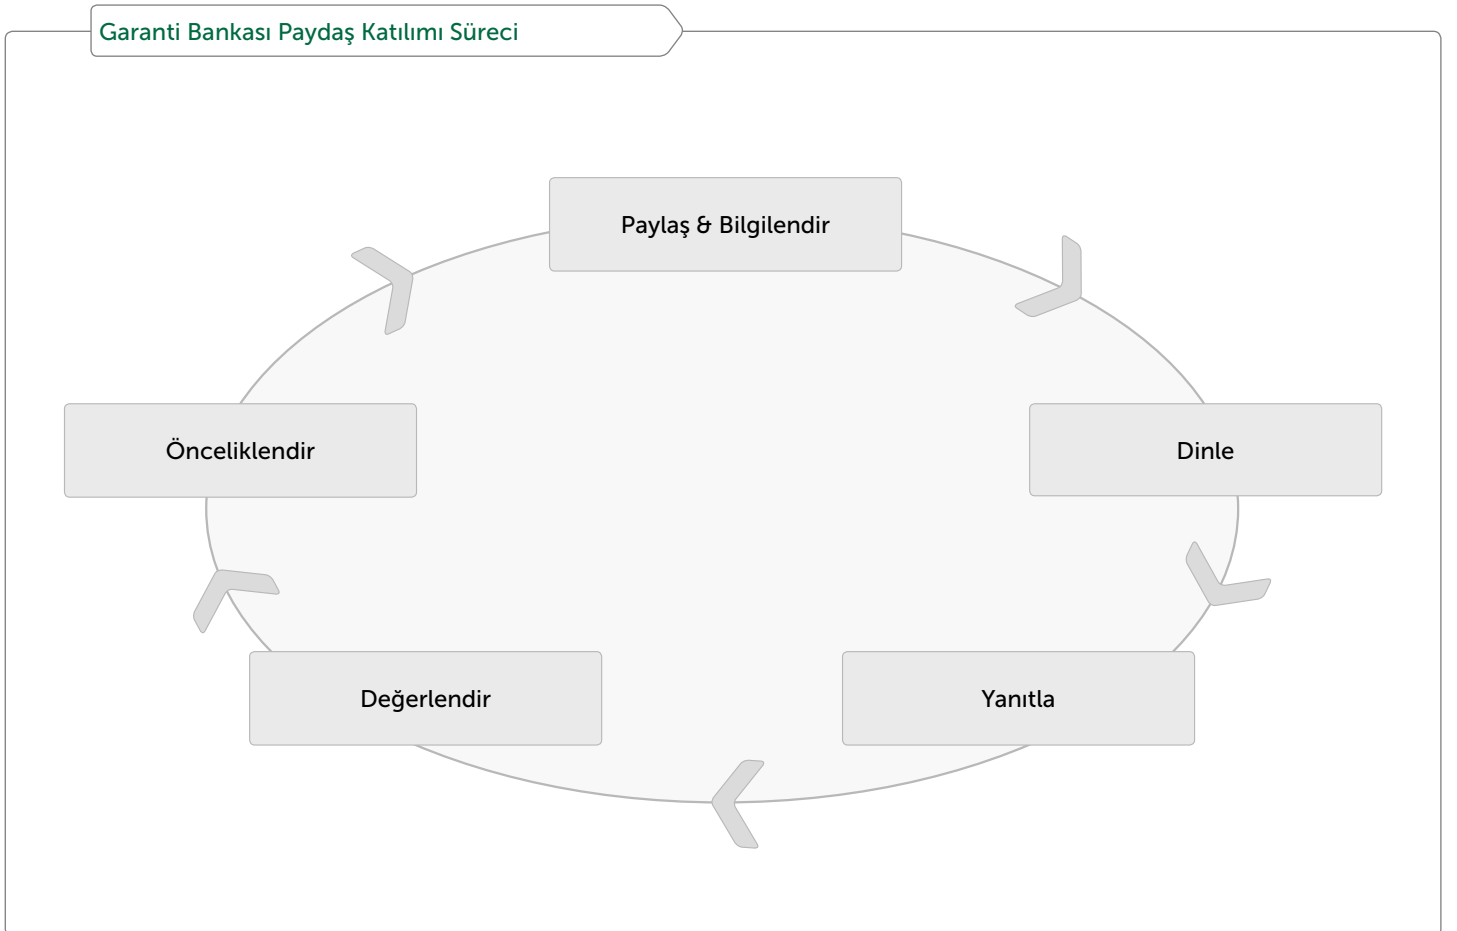 Garanti Bankası Paydaş Katılımı Süreci
Paylaş & Bilgilendir
Önceliklendir
Dinle
Değerlendir
Yanıtla